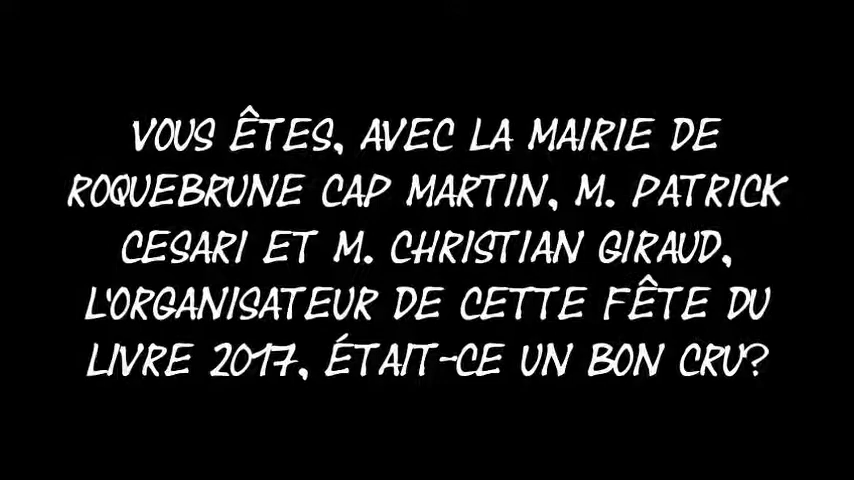 VOUS ÊTES, AVEC LA MAIRIE DE
ROQUEBRUNE CAP MARTIN, M. PATRICK
CESARI ET M. CHRISTIAN GIRAUD,
L'ORGANISATEUR DE CETTE FÊTE DU
LIVRE 2017, ÉTAIT-CE UN BON CRU?